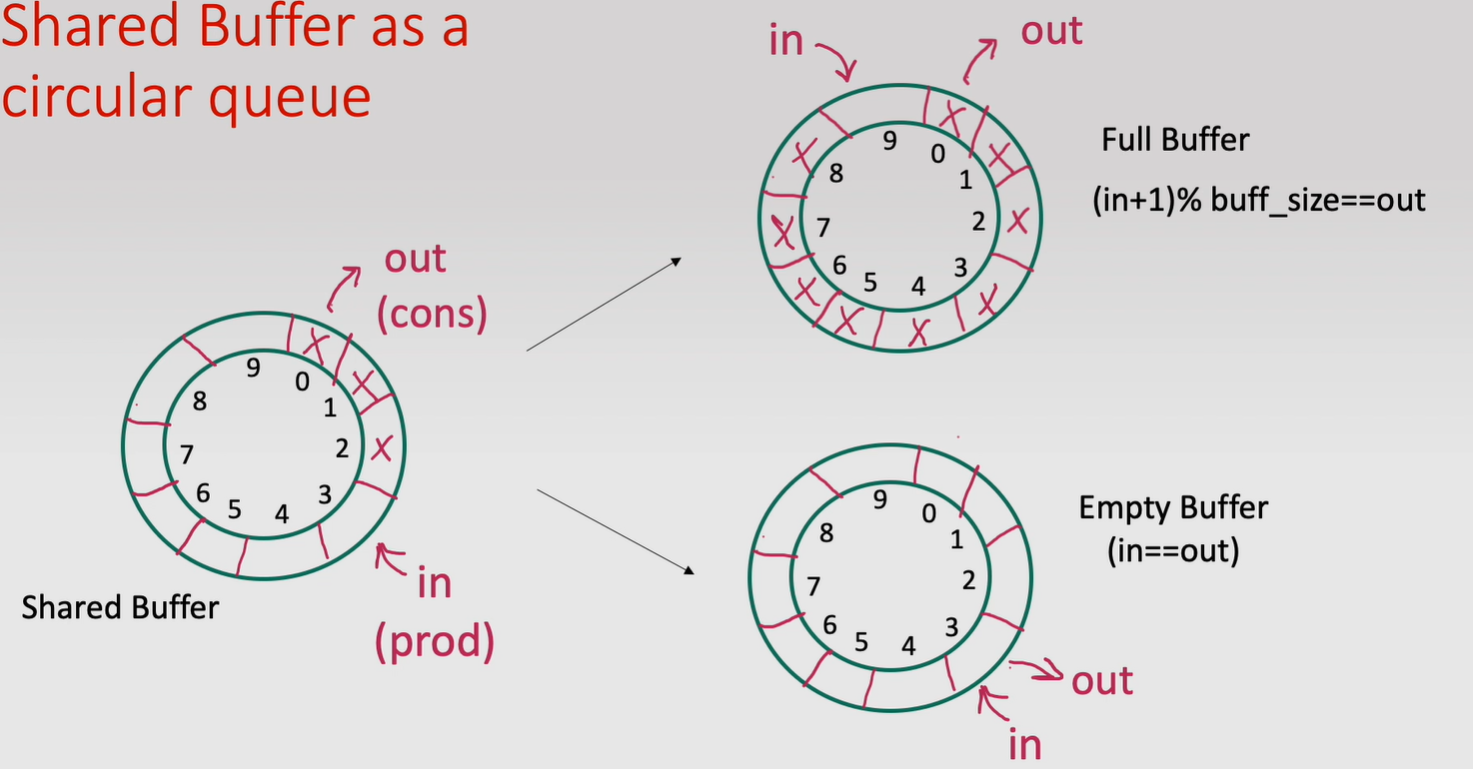 Shared Buffer as a
circular queue
out
(cons)
X X X
9 0 1 2 3 4 5 6 7 8
in
(prod)
Shared Buffer
in
out
X X X X X X X X X
9 0 1 2 3 4 5 6 7 8
Full Buffer
(in+1)% buff_size==out
9 0 1 2 3 4 5 6 7 8
Empty Buffer
(in==out)
out
in